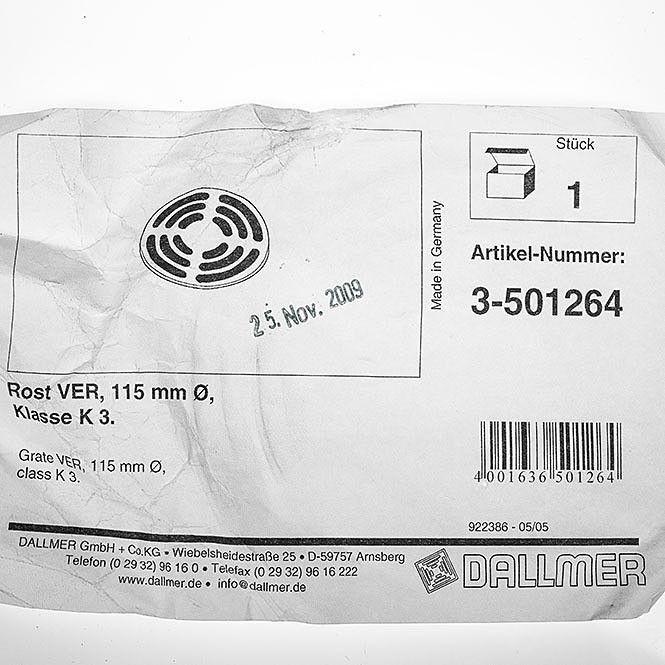 Stück
1
Made in Germany
Artikel-Nummer:
3-501264
25. Nov. 2009
Rost VER, 115 mm Ø,
Klasse K 3.
Grate VER, 115 mm Ø,
class K 3.
4 001636 501264
922386 - 05/05
DALLMER GmbH + Co.KG • Wiebelsheidestraße 25 • D-59757 Arnsberg
Telefon (0 29 32) 96 16 0 • Telefax (0 29 32) 96 16 222
www.dallmer.de • info@dallmer.de
DALLMER